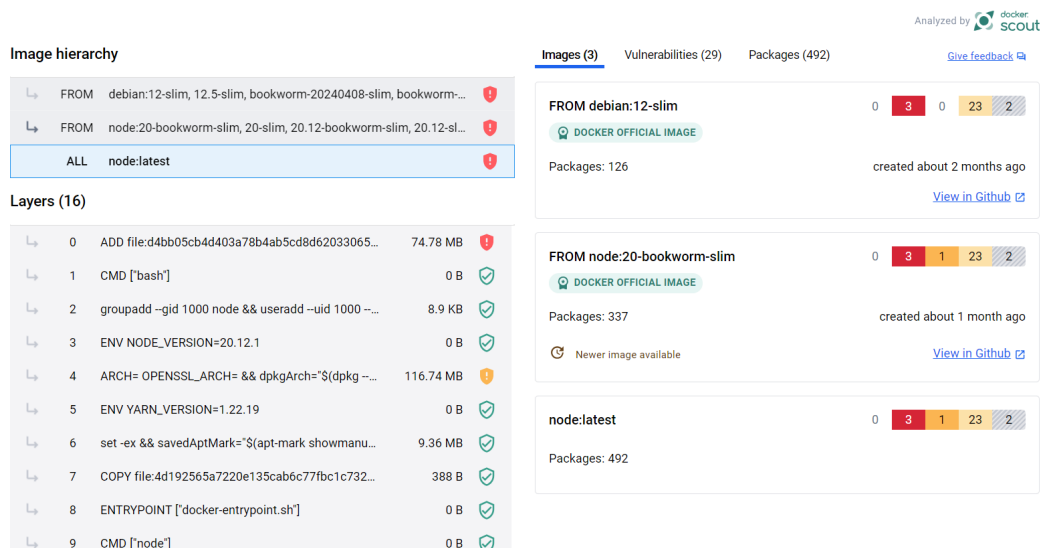 Analyzed by docker scout
Image hierarchy
FROM debian:12-slim, 12.5-slim, bookworm-20240408-slim, bookworm-...
FROM node:20-bookworm-slim, 20-slim, 20.12-bookworm-slim, 20.12-sl...
ALL node:latest
Layers (16)
0 ADD file:d4bb05cb4d403a78b4ab5cd8d62033065... 74.78 MB
1 CMD ["bash"] 0 B
2 groupadd --gid 1000 node && useradd --uid 1000 --... 8.9 KB
3 ENV NODE_VERSION=20.12.1 0 B
4 ARCH= OPENSSL_ARCH= && dpkgArch="$(dpkg --... 116.74 MB
5 ENV YARN_VERSION=1.22.19 0 B
6 set -ex && savedAptMark="$(apt-mark showmanu... 9.36 MB
7 COPY file:4d192565a7220e135cab6c77fbc1c732... 388 B
8 ENTRYPOINT ["docker-entrypoint.sh"] 0 B
9 CMD ["node"] 0 B
Images (3) Vulnerabilities (29) Packages (492) Give feedback
FROM debian:12-slim 0 3 0 23 2
DOCKER OFFICIAL IMAGE
Packages: 126 created about 2 months ago
View in Github
FROM node:20-bookworm-slim 0 3 1 23 2
DOCKER OFFICIAL IMAGE
Packages: 337 created about 1 month ago
Newer image available View in Github
node:latest 0 3 1 23 2
Packages: 492